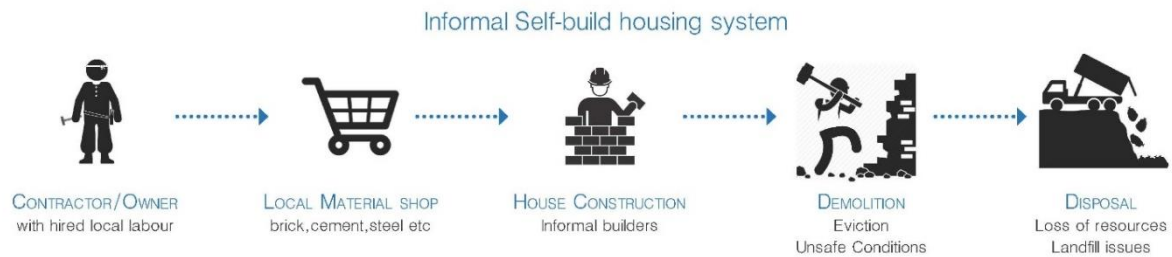 Informal Self-build housing system
CONTRACTOR/OWNER
with hired local labour
LOCAL MATERIAL SHOP
brick,cement,steel etc
HOUSE CONSTRUCTION
Informal builders
DEMOLITION
Eviction
Unsafe Conditions
DISPOSAL
Loss of resources
Landfill issues